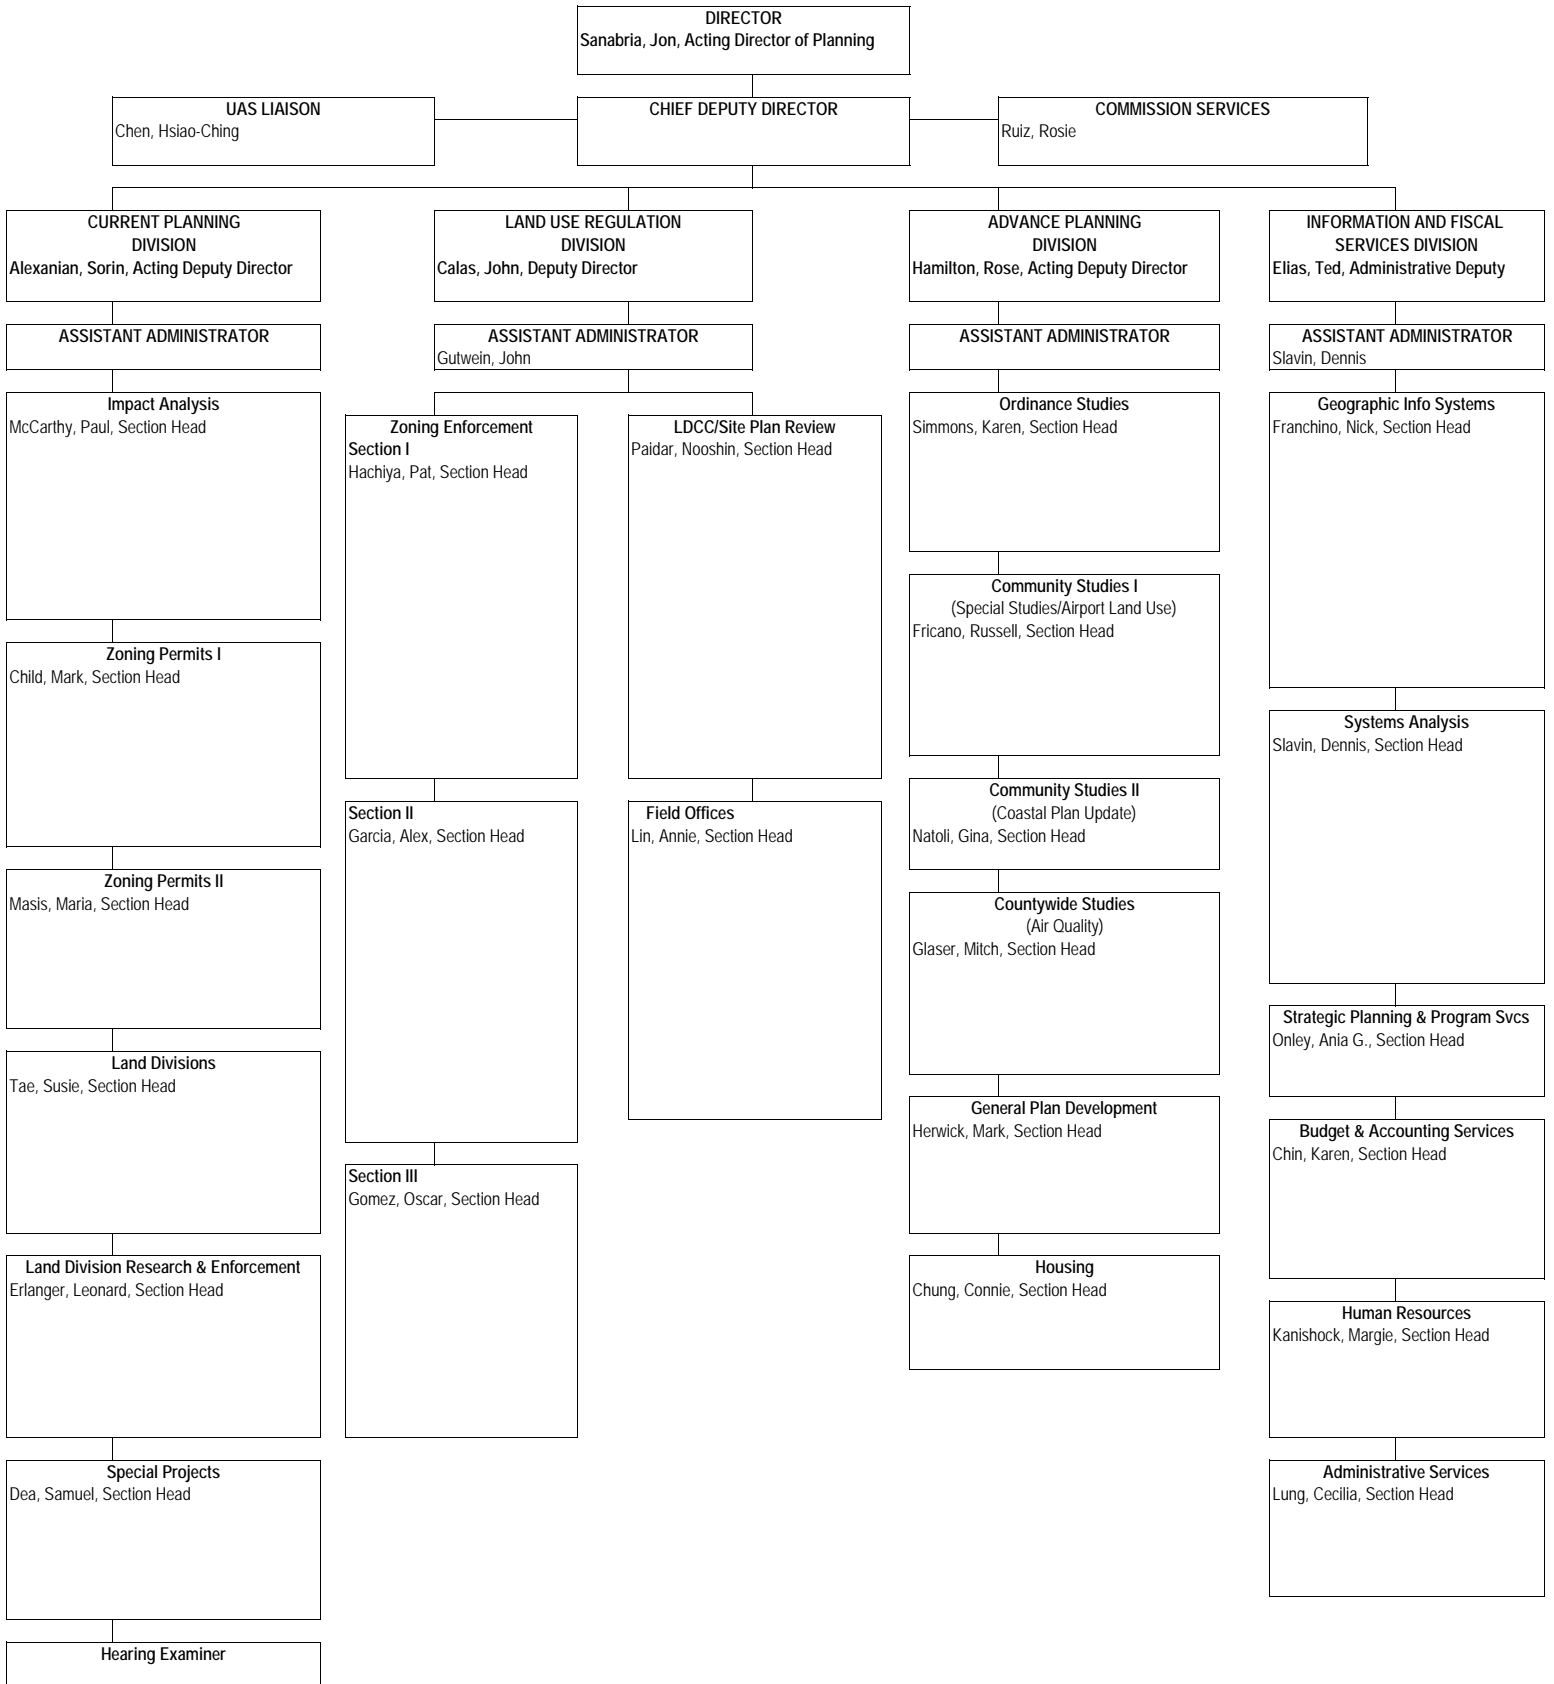 DIRECTOR
Sanabria, Jon, Acting Director of Planning
UAS LIAISON
Chen, Hsiao-Ching
CHIEF DEPUTY DIRECTOR
COMMISSION SERVICES
Ruiz, Rosie
CURRENT PLANNING
DIVISION
Alexanian, Sorin, Acting Deputy Director
ASSISTANT ADMINISTRATOR
Impact Analysis
McCarthy, Paul, Section Head
Zoning Permits I
Child, Mark, Section Head
Zoning Permits II
Masis, Maria, Section Head
Land Divisions
Tae, Susie, Section Head
Land Division Research & Enforcement
Erlanger, Leonard, Section Head
Special Projects
Dea, Samuel, Section Head
Hearing Examiner
LAND USE REGULATION
DIVISION
Calas, John, Deputy Director
ASSISTANT ADMINISTRATOR
Gutwein, John
Zoning Enforcement
Section I
Hachiya, Pat, Section Head
Section II
Garcia, Alex, Section Head
Section III
Gomez, Oscar, Section Head
LDCC/Site Plan Review
Paidar, Nooshin, Section Head
Field Offices
Lin, Annie, Section Head
ADVANCE PLANNING
DIVISION
Hamilton, Rose, Acting Deputy Director
ASSISTANT ADMINISTRATOR
Ordinance Studies
Simmons, Karen, Section Head
Community Studies I
(Special Studies/Airport Land Use)
Fricano, Russell, Section Head
Community Studies II
(Coastal Plan Update)
Natoli, Gina, Section Head
Countywide Studies
(Air Quality)
Glaser, Mitch, Section Head
General Plan Development
Herwick, Mark, Section Head
Housing
Chung, Connie, Section Head
INFORMATION AND FISCAL
SERVICES DIVISION
Elias, Ted, Administrative Deputy
ASSISTANT ADMINISTRATOR
Slavin, Dennis
Geographic Info Systems
Franchino, Nick, Section Head
Systems Analysis
Slavin, Dennis, Section Head
Strategic Planning & Program Svcs
Onley, Ania G., Section Head
Budget & Accounting Services
Chin, Karen, Section Head
Human Resources
Kanishock, Margie, Section Head
Administrative Services
Lung, Cecilia, Section Head